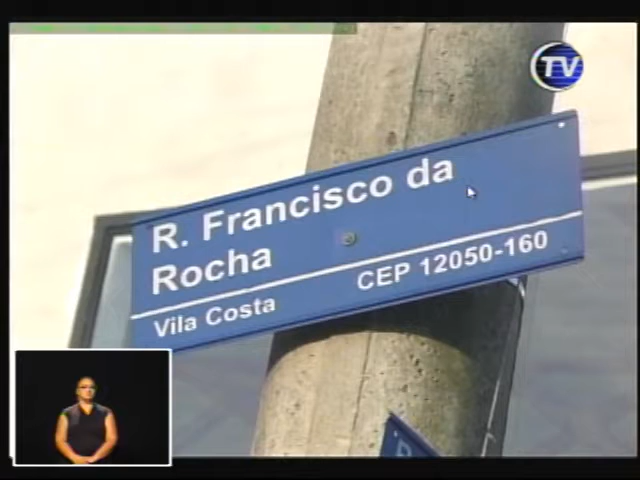 TV
R. Francisco da
Rocha
Vila Costa
CEP 12050-160